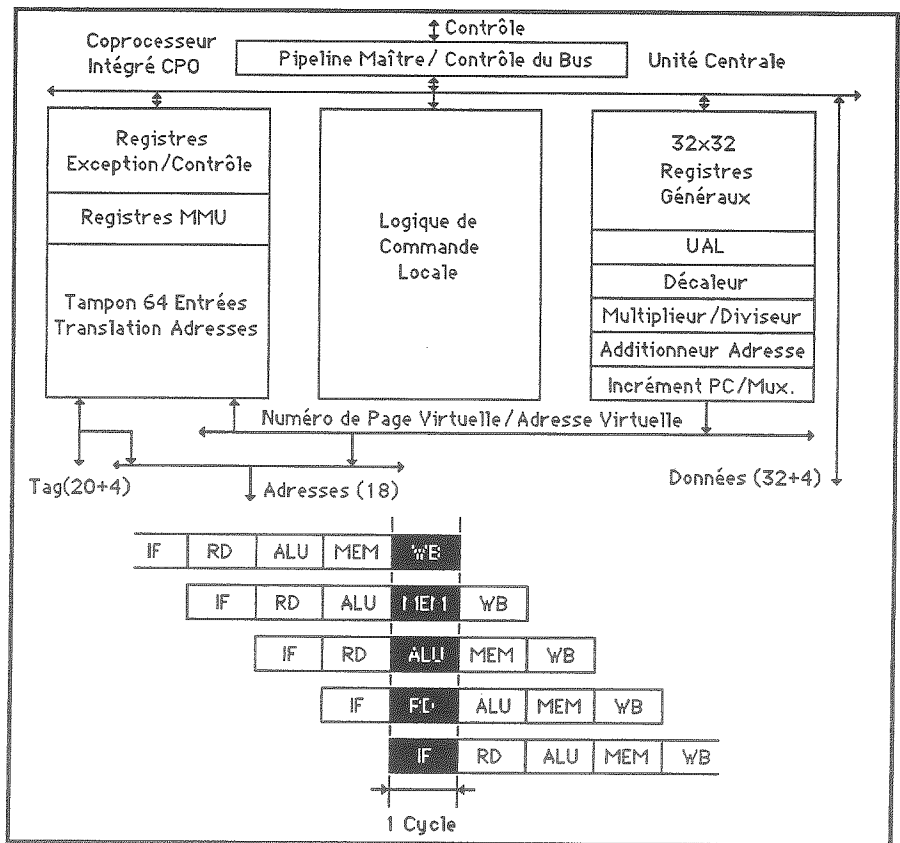 Contrôle
Coprocesseur
Intégré CPO
Pipeline Maître / Contrôle du Bus
Unité Centrale
Registres
Exception/Contrôle
Registres MMU
Tampon 64 Entrées
Translation Adresses
Logique de
Commande
Locale
32x32
Registres
Généraux
UAL
Décaleur
Multiplieur/Diviseur
Additionneur Adresse
Incrément PC/Mux.
Numéro de Page Virtuelle/Adresse Virtuelle
Tag(20+4)
Adresses (18)
Données (32+4)
IF RD ALU MEM WB
IF RD ALU MEM WB
IF RD ALU MEM WB
IF RD ALU MEM WB
IF RD ALU MEM WB
1 Cycle